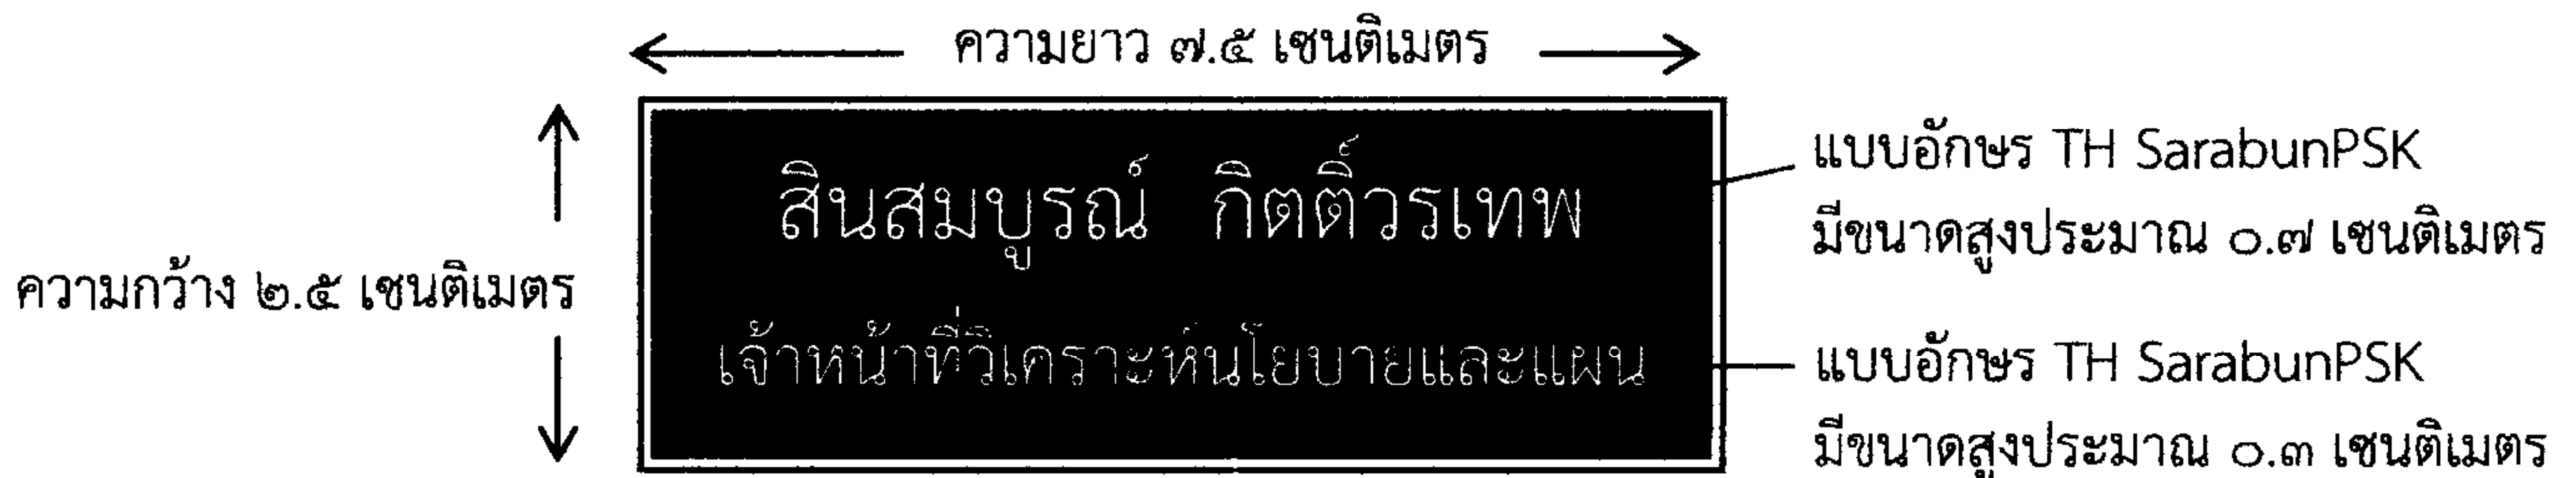 ความยาว ๗.๕ เซนติเมตร
ความกว้าง ๒.๕ เซนติเมตร
สินสมบูรณ์ กิตติ์วรเทพ
เจ้าหน้าที่วิเคราะห์นโยบายและแผน
แบบอักษร TH SarabunPSK
มีขนาดสูงประมาณ ๐.๗ เซนติเมตร
แบบอักษร TH SarabunPSK
มีขนาดสูงประมาณ ๐.๓ เซนติเมตร